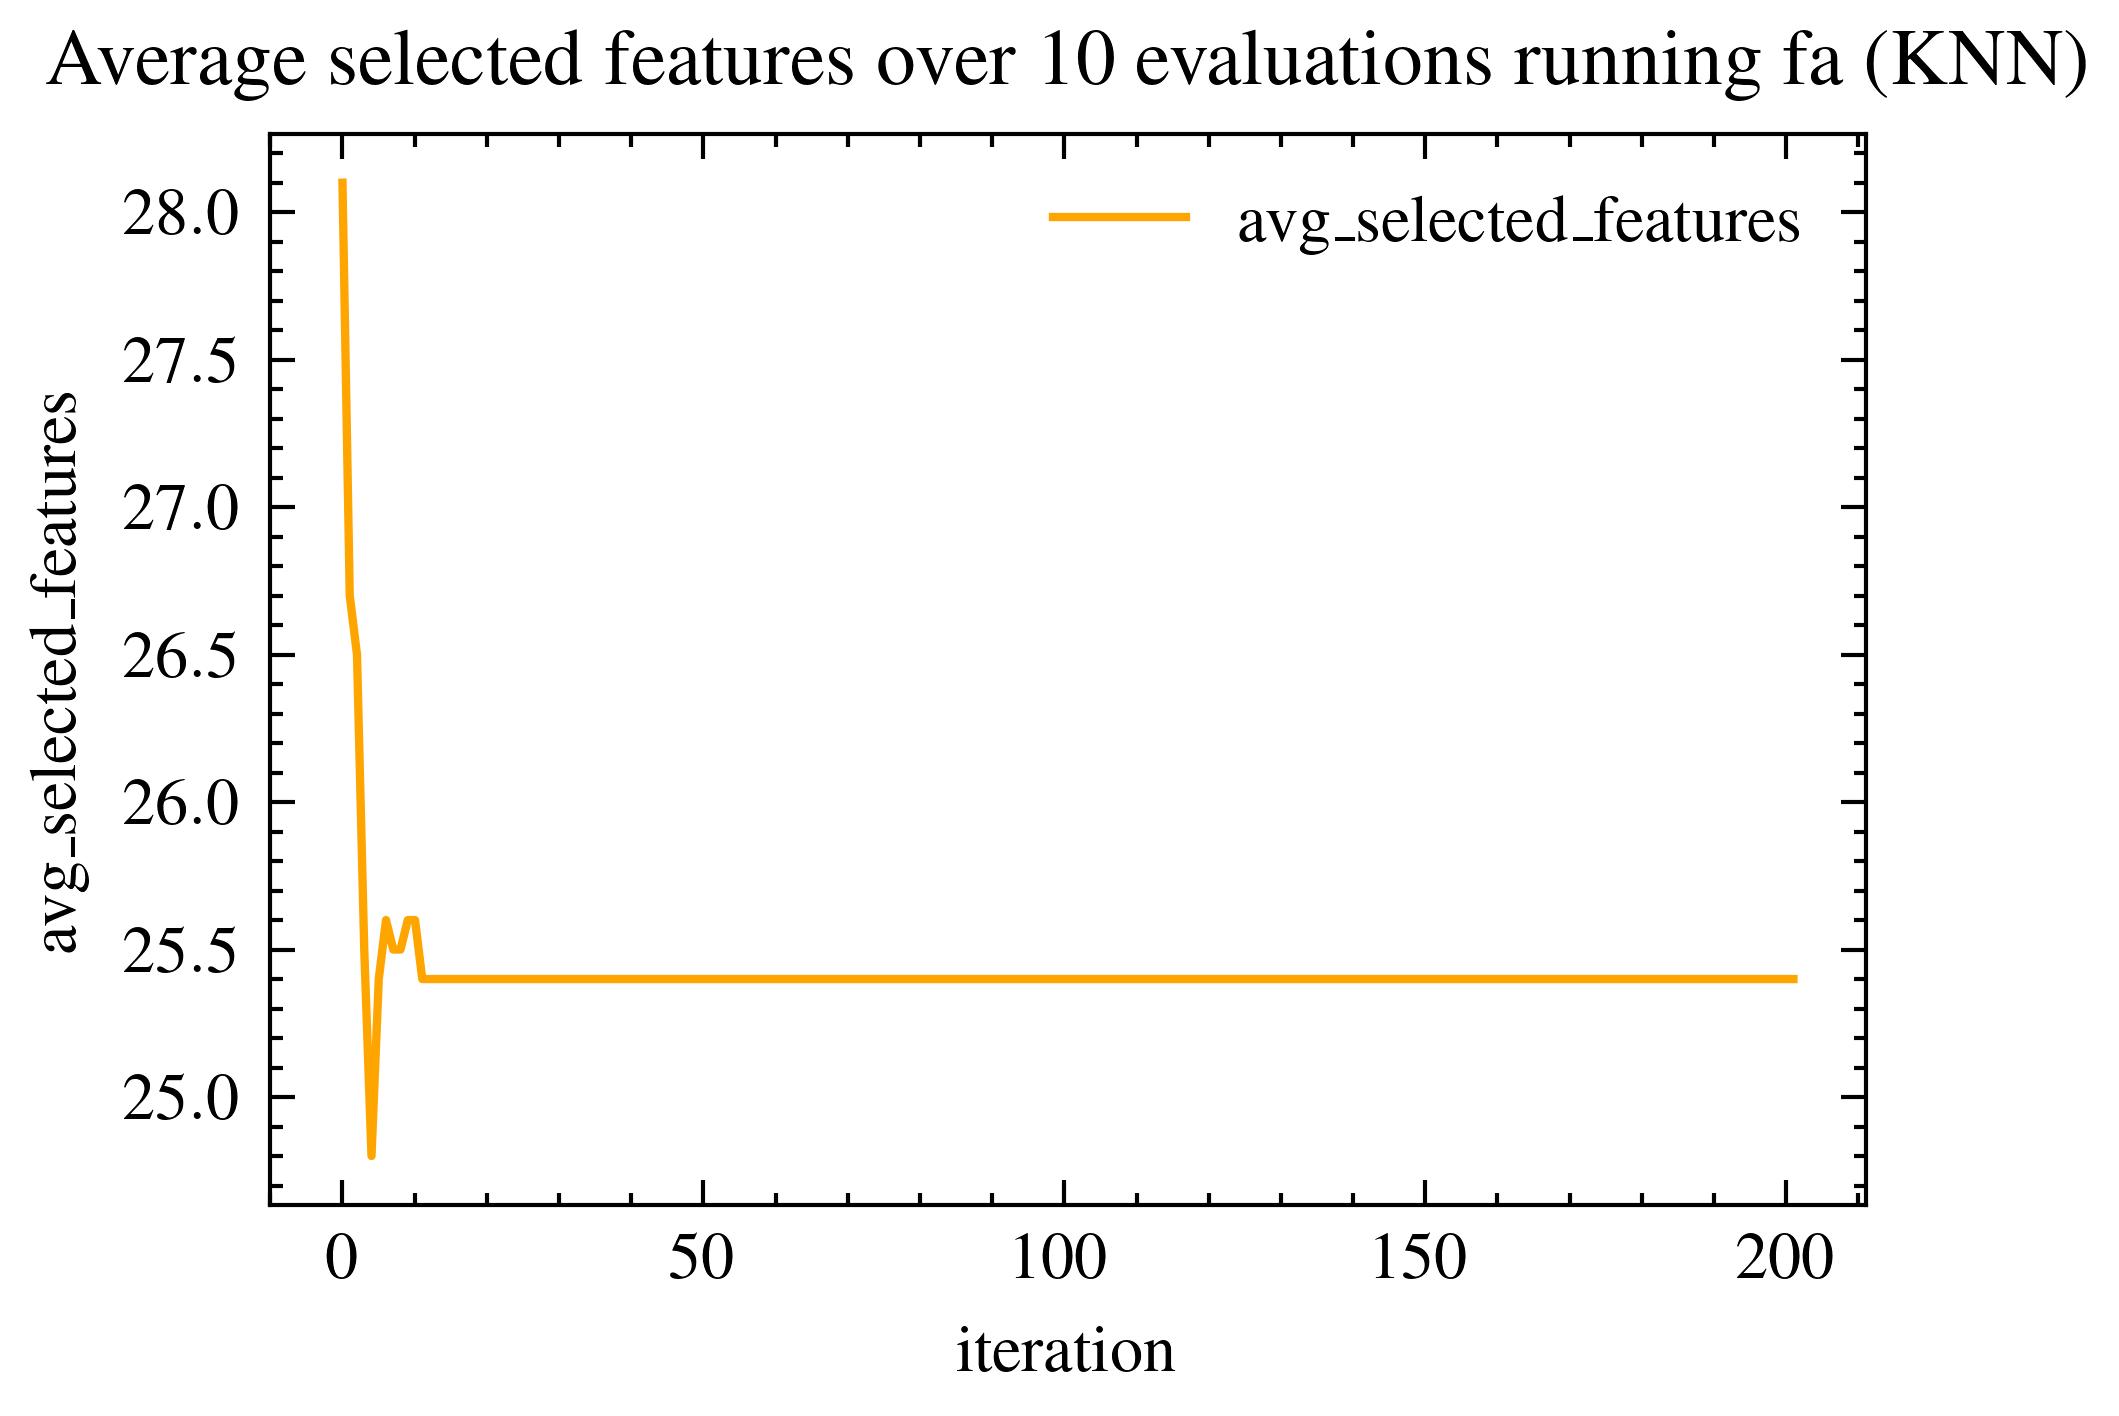 Average selected features over 10 evaluations running fa (KNN)
avg_selected_features
28.0
27.5
27.0
26.5
26.0
25.5
25.0
avg_selected_features
0 50 100 150 200
iteration